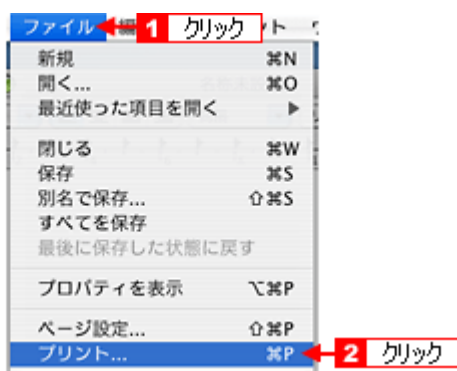 ファイル 1 クリック ント
新規 ⌘N
開く... ⌘O
最近使った項目を開く ▶
閉じる ⌘W
保存 ⌘S
別名で保存... ⇧⌘S
すべてを保存
最後に保存した状態に戻す
プロパティを表示 ⌥⌘P
ページ設定... ⇧⌘P
プリント... ⌘P 2 クリック